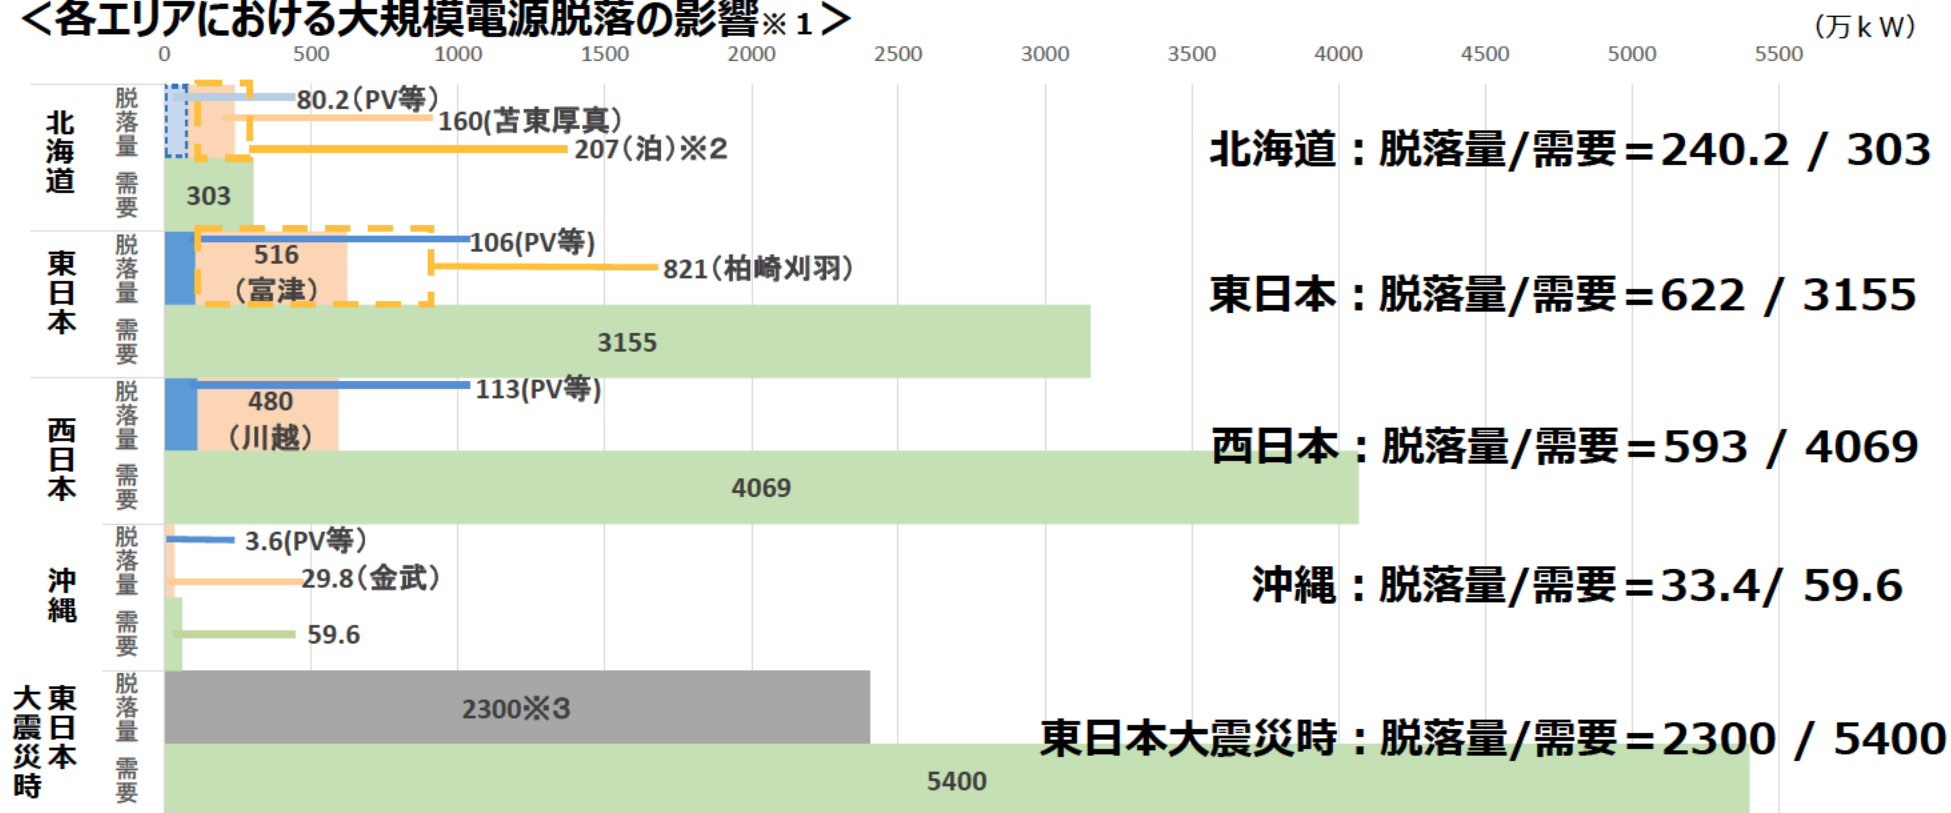 ＜各エリアにおける大規模電源脱落の影響※１＞
（万ｋW）
0 500 1000 1500 2000 2500 3000 3500 4000 4500 5000 5500
北海道
脱落量
80.2（PV等）
160(苫東厚真）
207（泊）※２
北海道：脱落量/需要＝240.2 / 303
需要
303
東日本
脱落量
106(PV等)
516
（富津）
821（柏崎刈羽）
東日本：脱落量/需要＝622 / 3155
需要
3155
西日本
脱落量
113(PV等)
480
（川越）
西日本：脱落量/需要＝593 / 4069
需要
4069
沖縄
脱落量
3.6(PV等）
29.8（金武）
沖縄：脱落量/需要＝33.4/ 59.6
需要
59.6
東日本
大震災時
脱落量
2300※３
東日本大震災時：脱落量/需要＝2300 / 5400
需要
5400